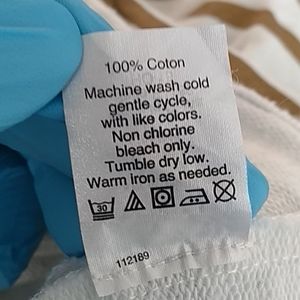 100% Coton
Machine wash cold
gentle cycle,
with like colors.
Non chlorine
bleach only.
Tumble dry low.
Warm iron as needed.
30
112189